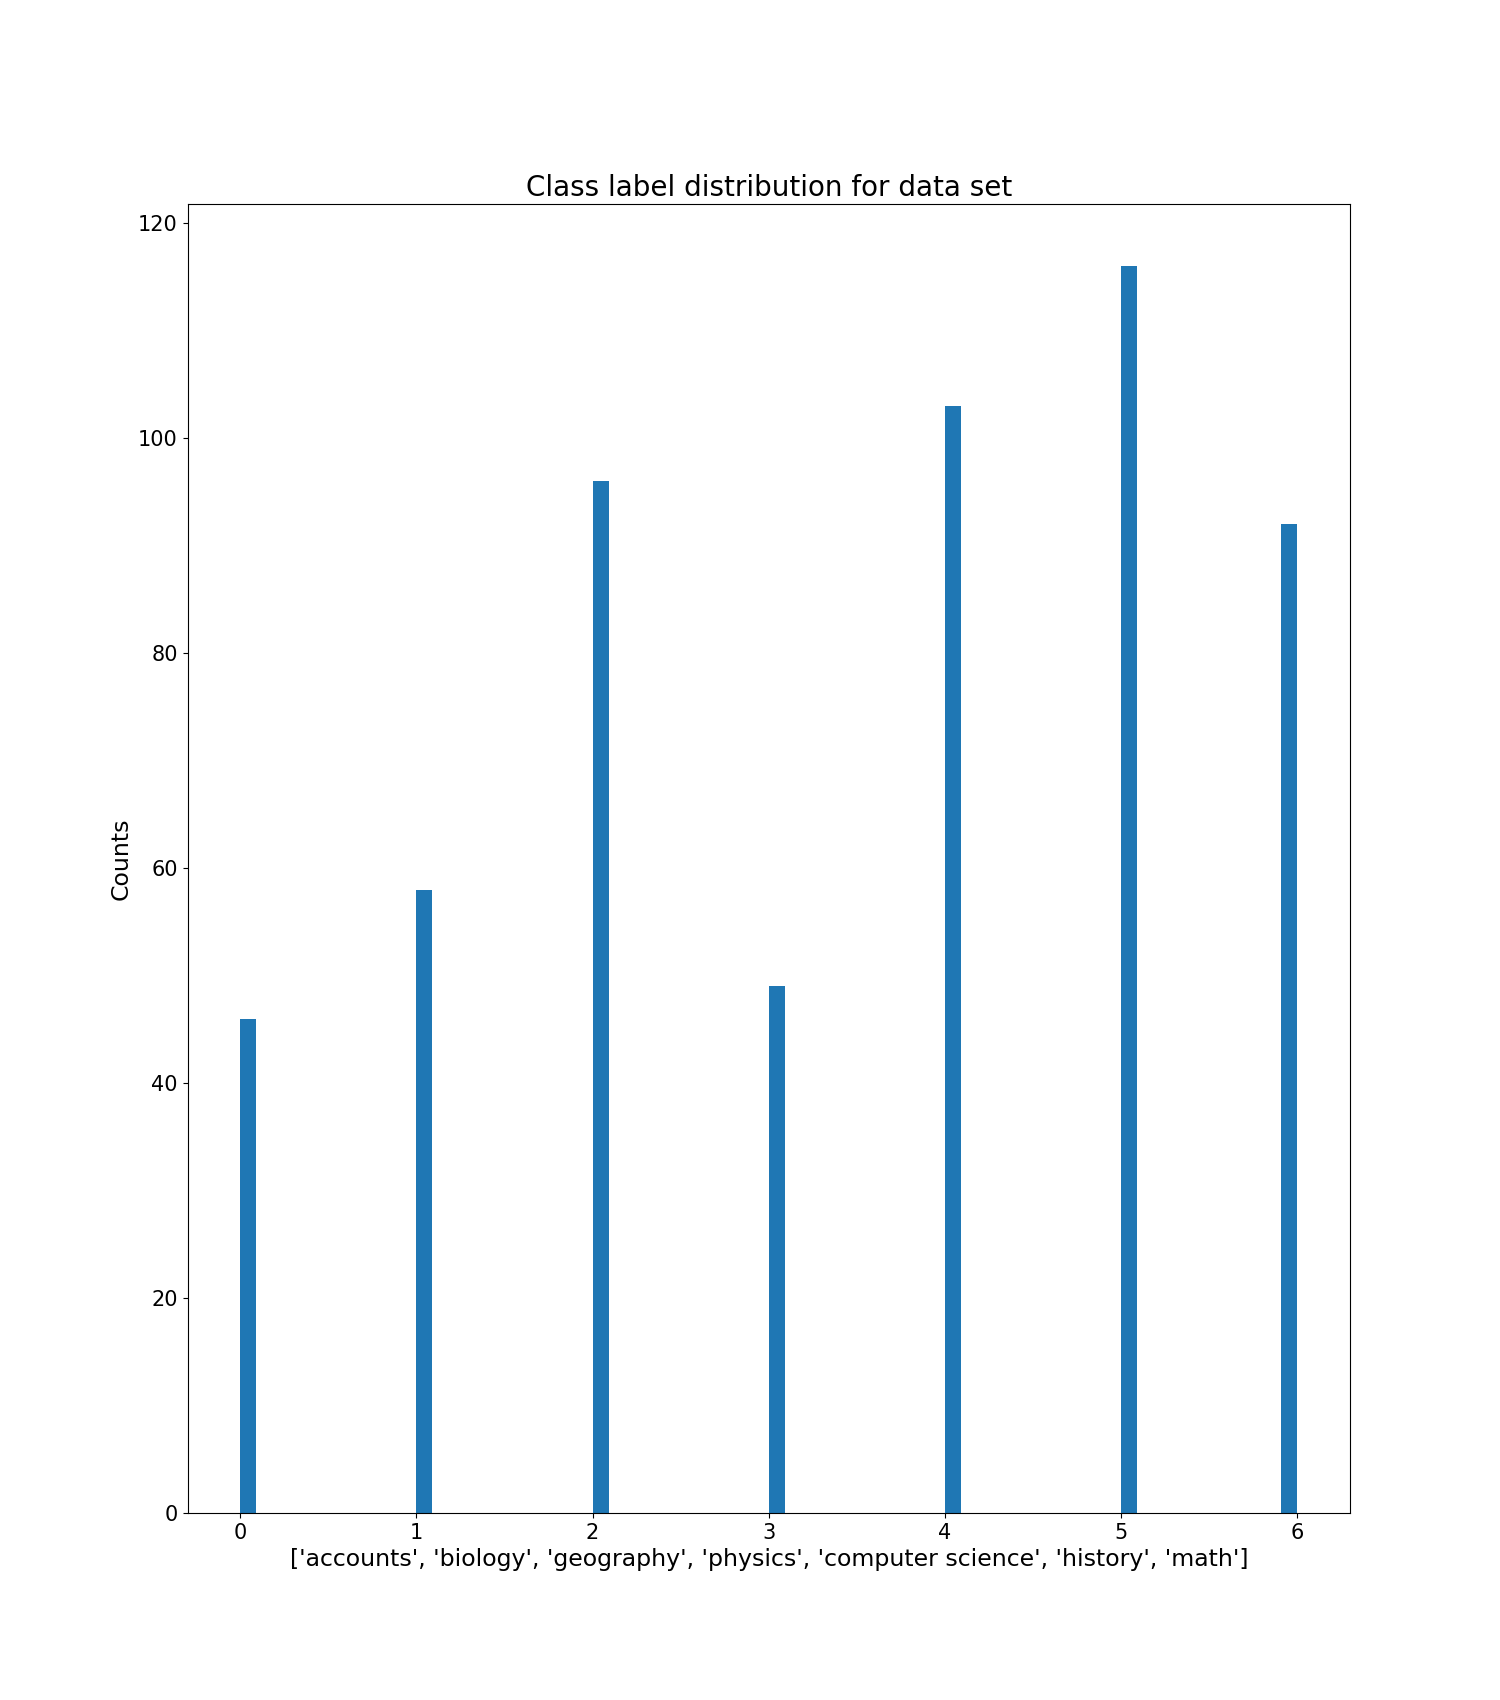 Class label distribution for data set
120
100
80
60
40
20
0
Counts
0 1 2 3 4 5 6
['accounts', 'biology', 'geography', 'physics', 'computer science', 'history', 'math']